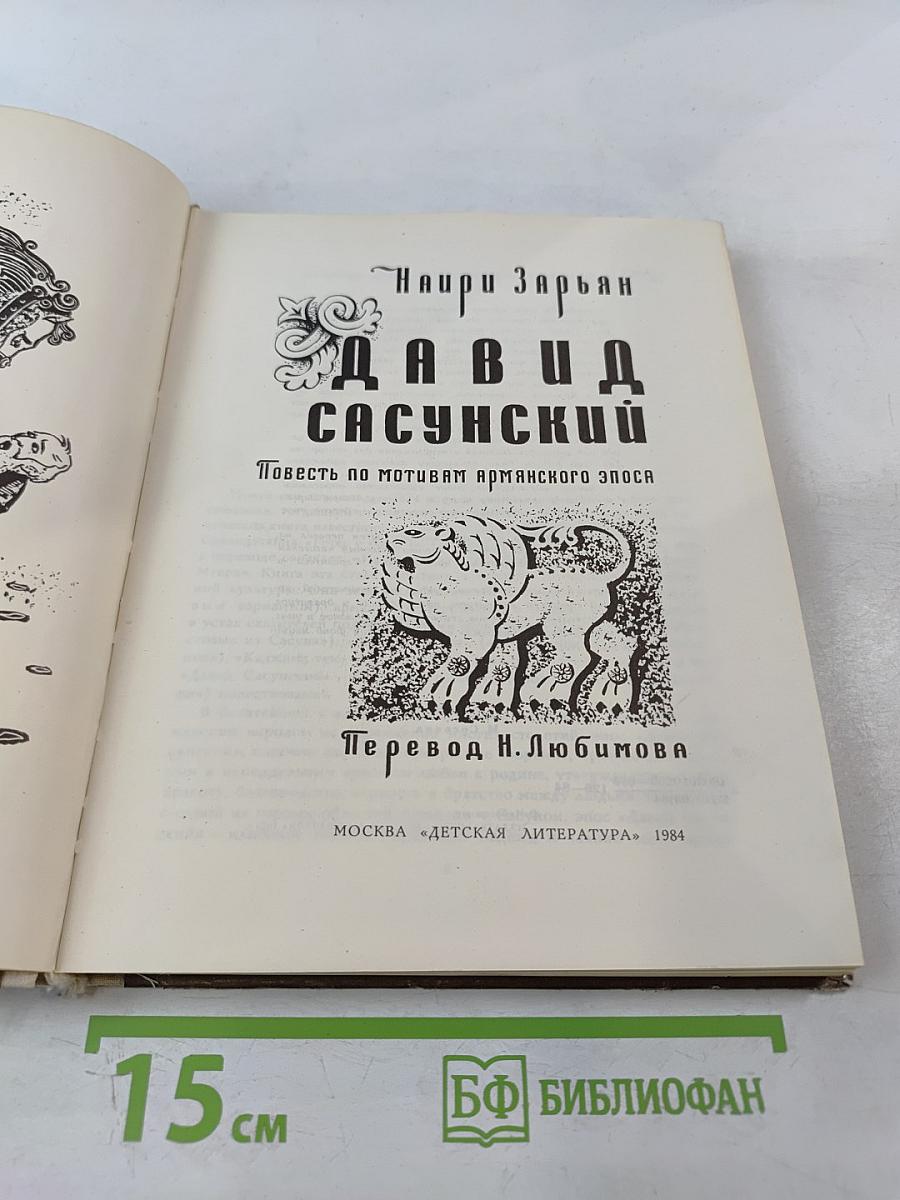 Наири Зарьян
ДАВИД
САСУНСКИЙ
Повесть по мотивам армянского эпоса
Перевод Н. Любимова
МОСКВА «ДЕТСКАЯ ЛИТЕРАТУРА» 1984
15 см
БФ БИБЛИОФАН